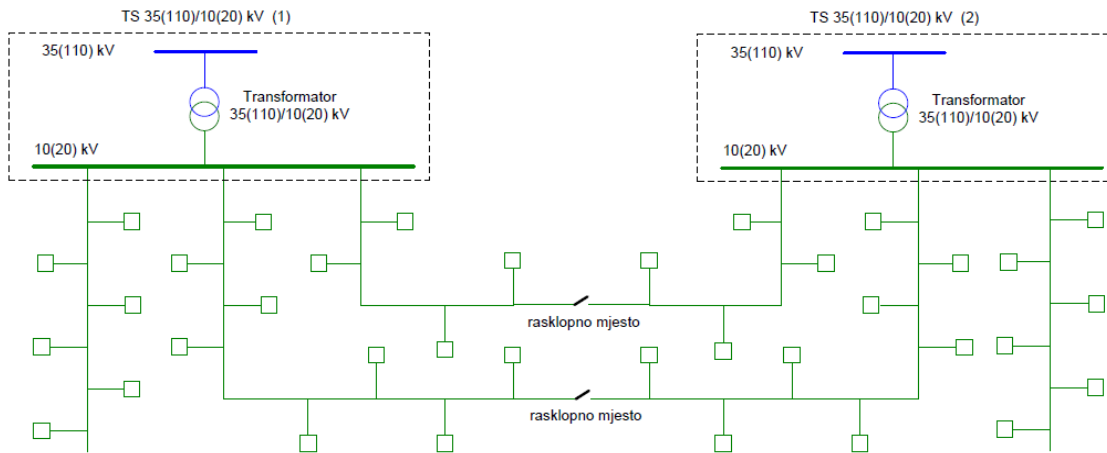 TS 35(110)/10(20) kV (1)
TS 35(110)/10(20) kV (2)
35(110) kV
35(110) kV
Transformator
35(110)/10(20) kV
Transformator
35(110)/10(20) kV
10(20) kV
10(20) kV
rasklopno mjesto
rasklopno mjesto